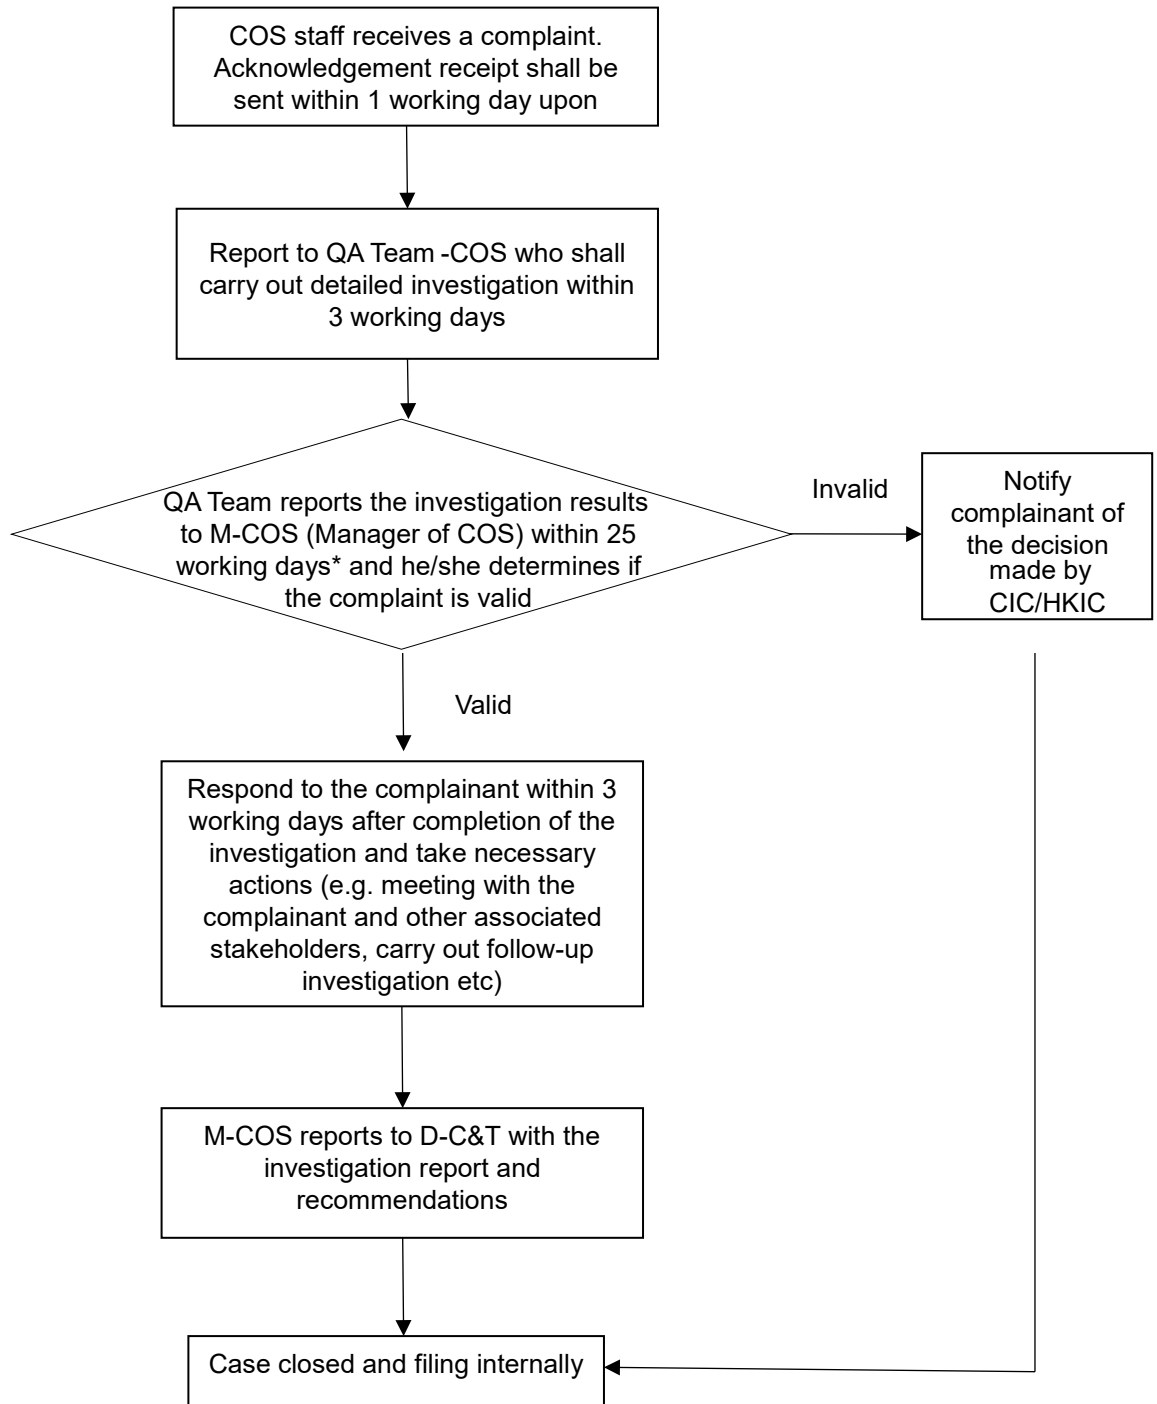 COS staff receives a complaint.
Acknowledgement receipt shall be
sent within 1 working day upon
Report to QA Team -COS who shall
carry out detailed investigation within
3 working days
QA Team reports the investigation results
to M-COS (Manager of COS) within 25
working days* and he/she determines if
the complaint is valid
Invalid
Notify
complainant of
the decision
made by
CIC/HKIC
Valid
Respond to the complainant within 3
working days after completion of the
investigation and take necessary
actions (e.g. meeting with the
complainant and other associated
stakeholders, carry out follow-up
investigation etc)
M-COS reports to D-C&T with the
investigation report and
recommendations
Case closed and filing internally